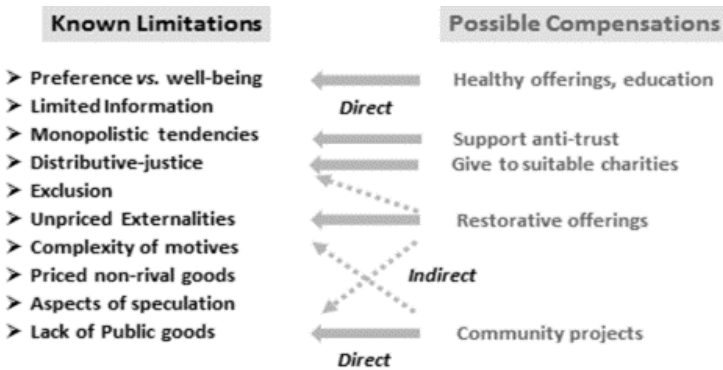 Known Limitations
Possible Compensations
➤ Preference vs. well-being
Healthy offerings, education
➤ Limited Information
Direct
➤ Monopolistic tendencies
Support anti-trust
➤ Distributive-justice
Give to suitable charities
➤ Exclusion
➤ Unpriced Externalities
Restorative offerings
➤ Complexity of motives
➤ Priced non-rival goods
Indirect
➤ Aspects of speculation
➤ Lack of Public goods
Community projects
Direct